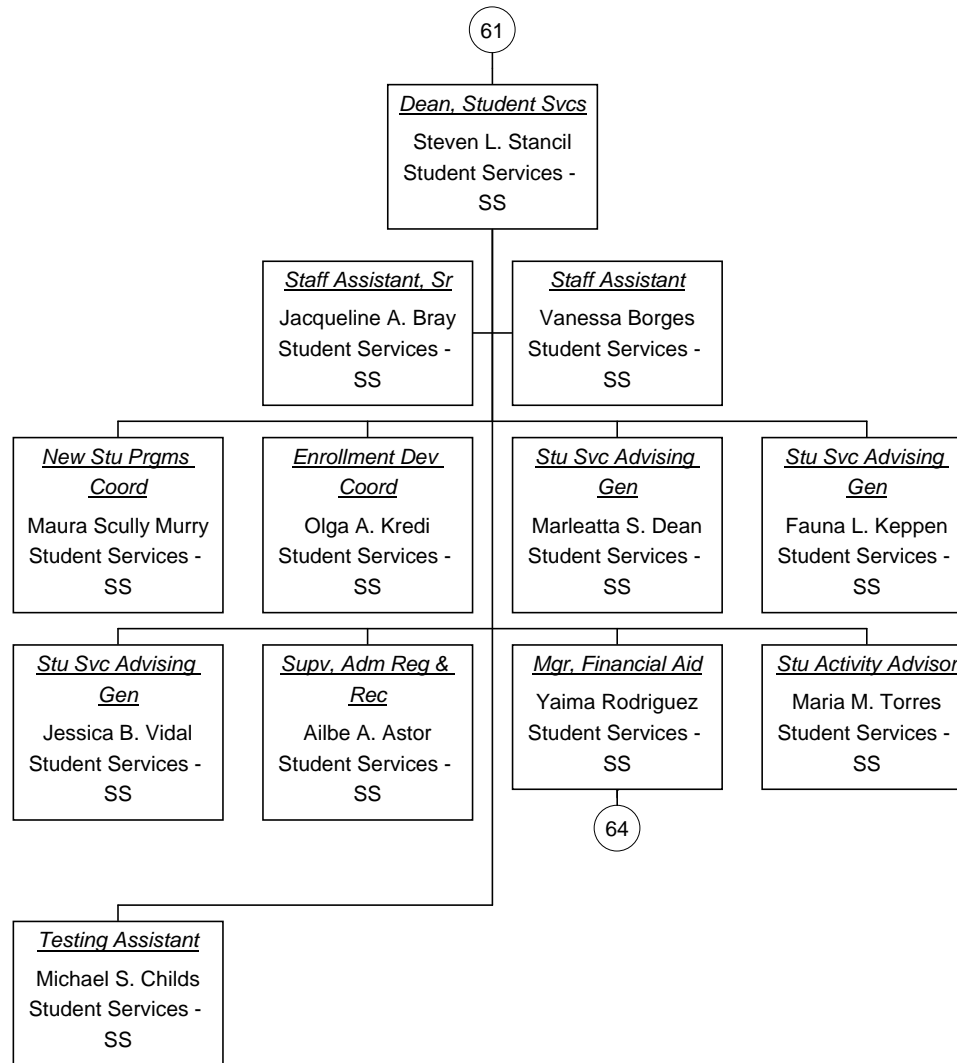 61
Dean, Student Svcs
Steven L. Stancil
Student Services -
SS
Staff Assistant, Sr
Jacqueline A. Bray
Student Services -
SS
Staff Assistant
Vanessa Borges
Student Services -
SS
New Stu Prgms
Coord
Maura Scully Murry
Student Services -
SS
Enrollment Dev
Coord
Olga A. Kredi
Student Services -
SS
Stu Svc Advising
Gen
Marleatta S. Dean
Student Services -
SS
Stu Svc Advising
Gen
Fauna L. Keppen
Student Services -
SS
Stu Svc Advising
Gen
Jessica B. Vidal
Student Services -
SS
Supv, Adm Reg &
Rec
Ailbe A. Astor
Student Services -
SS
Mgr, Financial Aid
Yaima Rodriguez
Student Services -
SS
64
Stu Activity Advisor
Maria M. Torres
Student Services -
SS
Testing Assistant
Michael S. Childs
Student Services -
SS